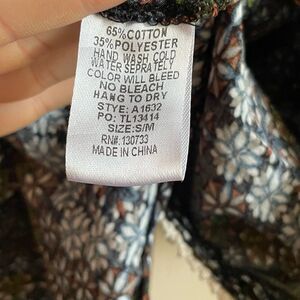 65%COTTON
35%POLYESTER
HAND WASH COLD
WATER SEPRATELY
COLOR WILL BLEED
NO BLEACH
HANG TO DRY
STYE: A1632
PO: TL13414
SIZE:S/M
RN#:130733
MADE IN CHINA